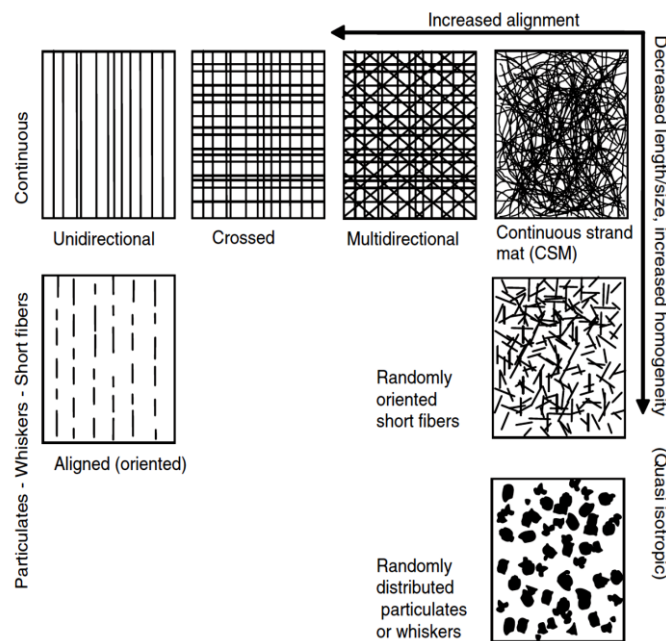 Increased alignment
Continuous
Unidirectional
Crossed
Multidirectional
Continuous strand
mat (CSM)
Decreased length/size, increased homogeneity
(Quasi isotropic)
Particulates - Whiskers - Short fibers
Aligned (oriented)
Randomly
oriented
short fibers
Randomly
distributed
particulates
or whiskers